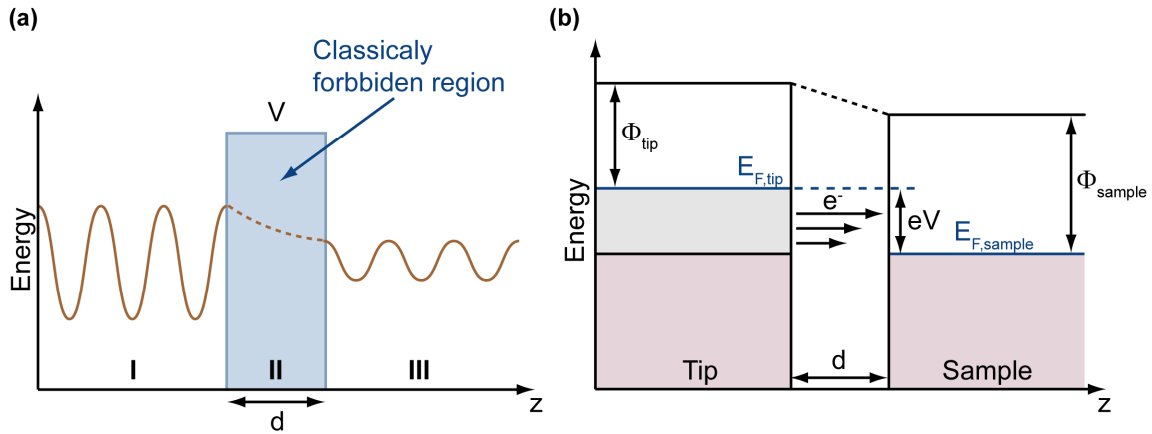 (a)
Classicaly
forbbiden region
V
Energy
I
II
III
d
z
(b)
Φtip
EF,tip
e-
Φsample
eV
EF,sample
Energy
Tip
d
Sample
z